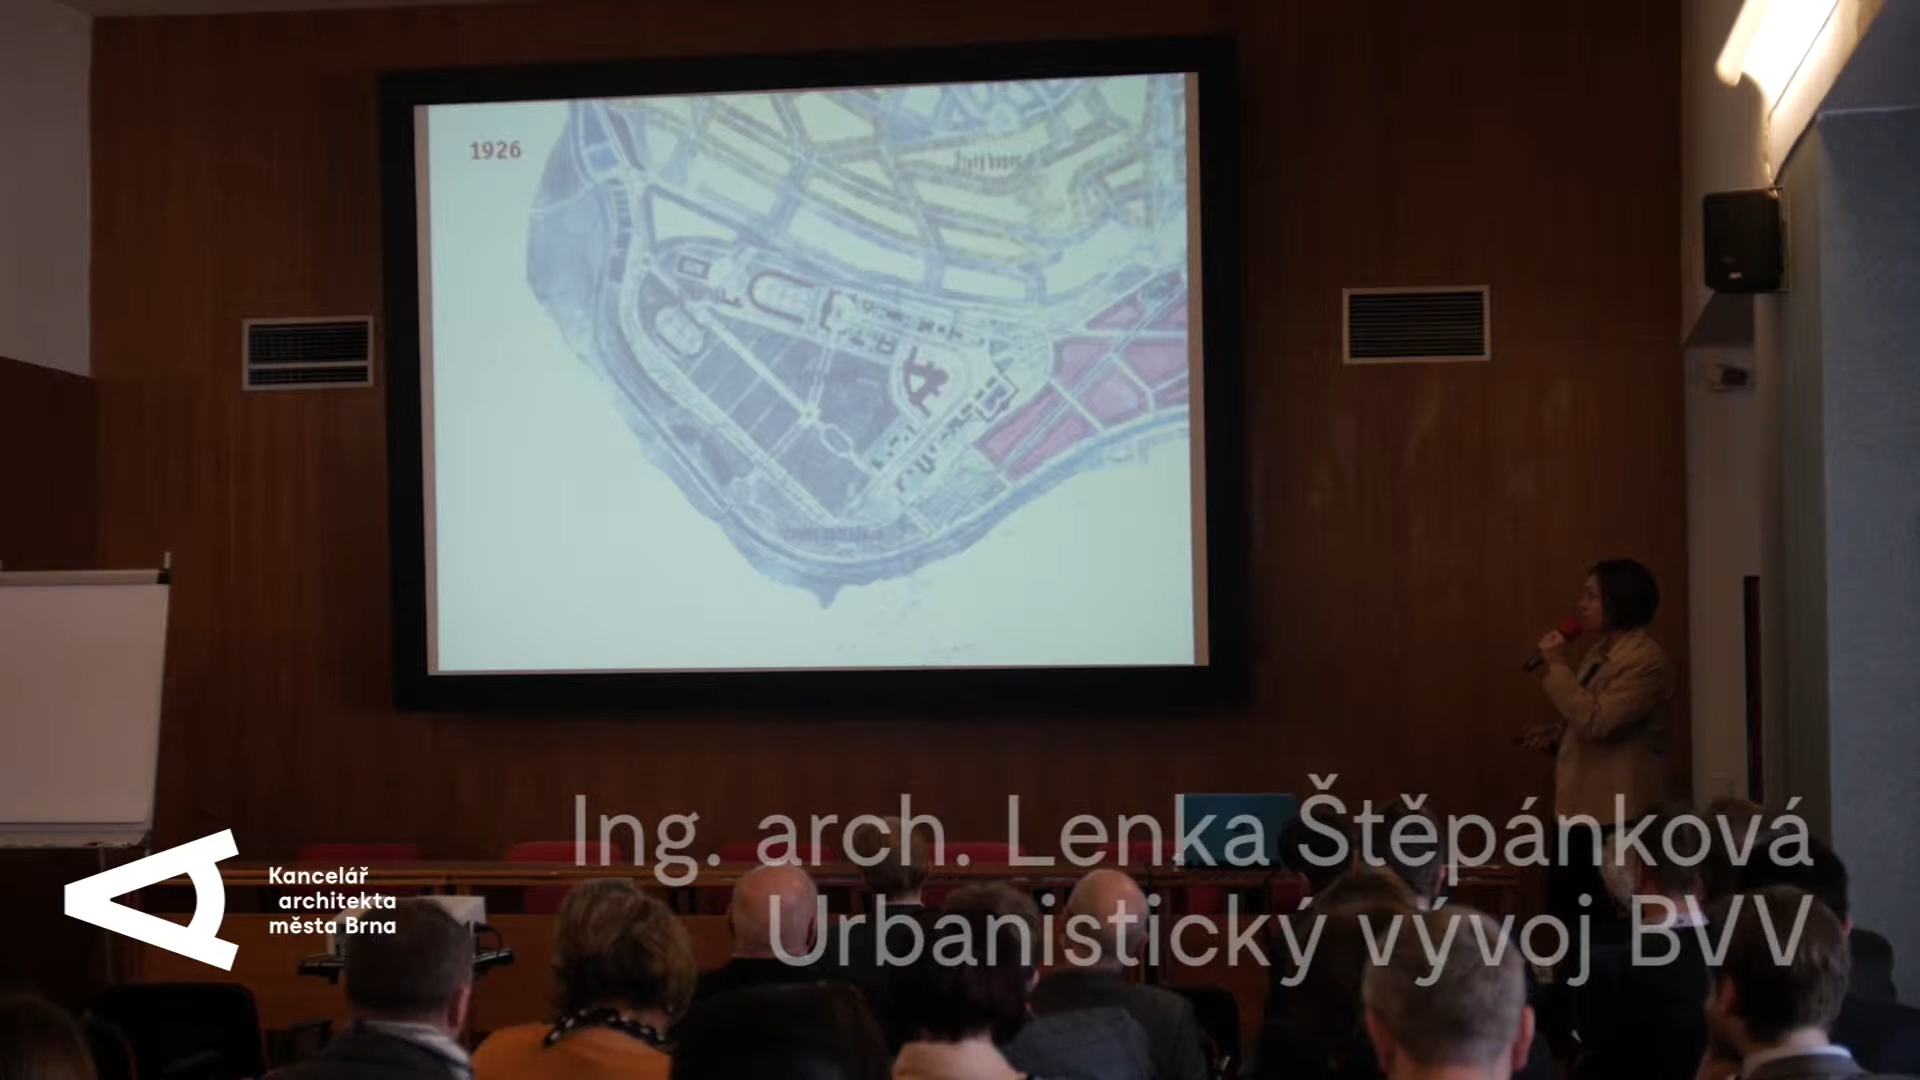 1926
Ing. arch. Lenka Štěpánková
Urbanistický vývoj BVV
Kancelář
architekta
města Brna